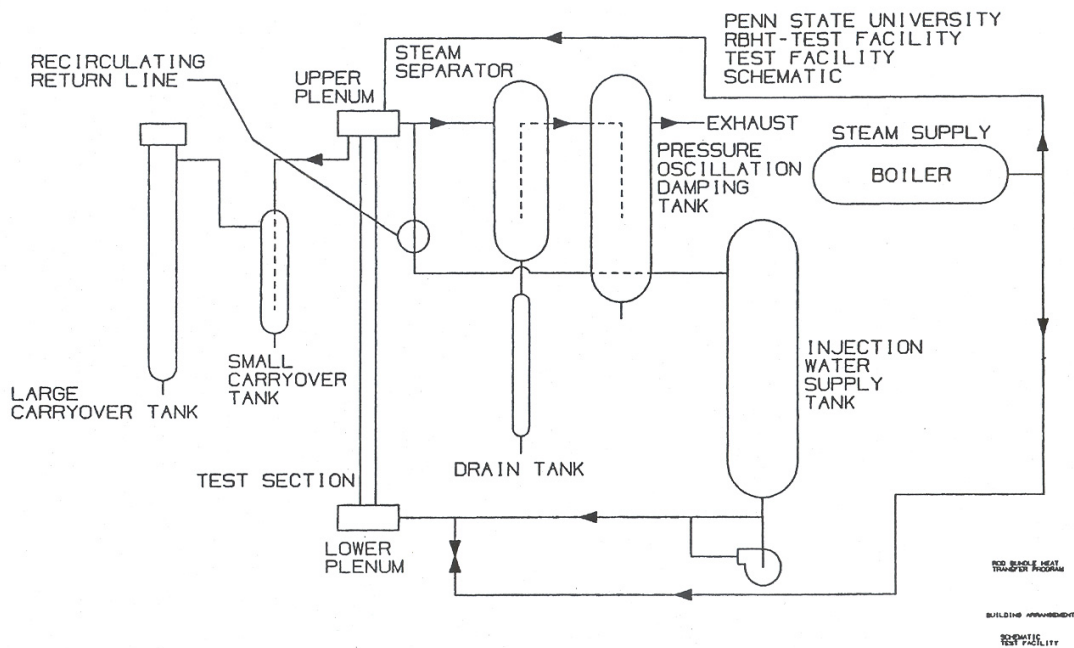 PENN STATE UNIVERSITY
RBHT-TEST FACILITY
TEST FACILITY
SCHEMATIC
RECIRCULATING
RETURN LINE
UPPER
PLENUM
STEAM
SEPARATOR
EXHAUST
PRESSURE
OSCILLATION
DAMPING
TANK
STEAM SUPPLY
BOILER
LARGE
CARRYOVER TANK
SMALL
CARRYOVER
TANK
INJECTION
WATER
SUPPLY
TANK
DRAIN TANK
TEST SECTION
LOWER
PLENUM
ROD BUNDLE HEAT
TRANSFER PROGRAM
BUILDING ARRANGEMENT
SCHEMATIC
TEST FACILITY